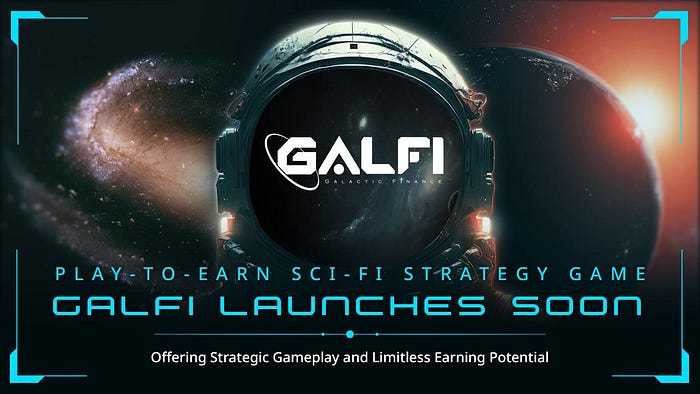 GALFI
GALACTIC FINANCE
PLAY-TO-EARN SCI-FI STRATEGY GAME
GALFI LAUNCHES SOON
Offering Strategic Gameplay and Limitless Earning Potential